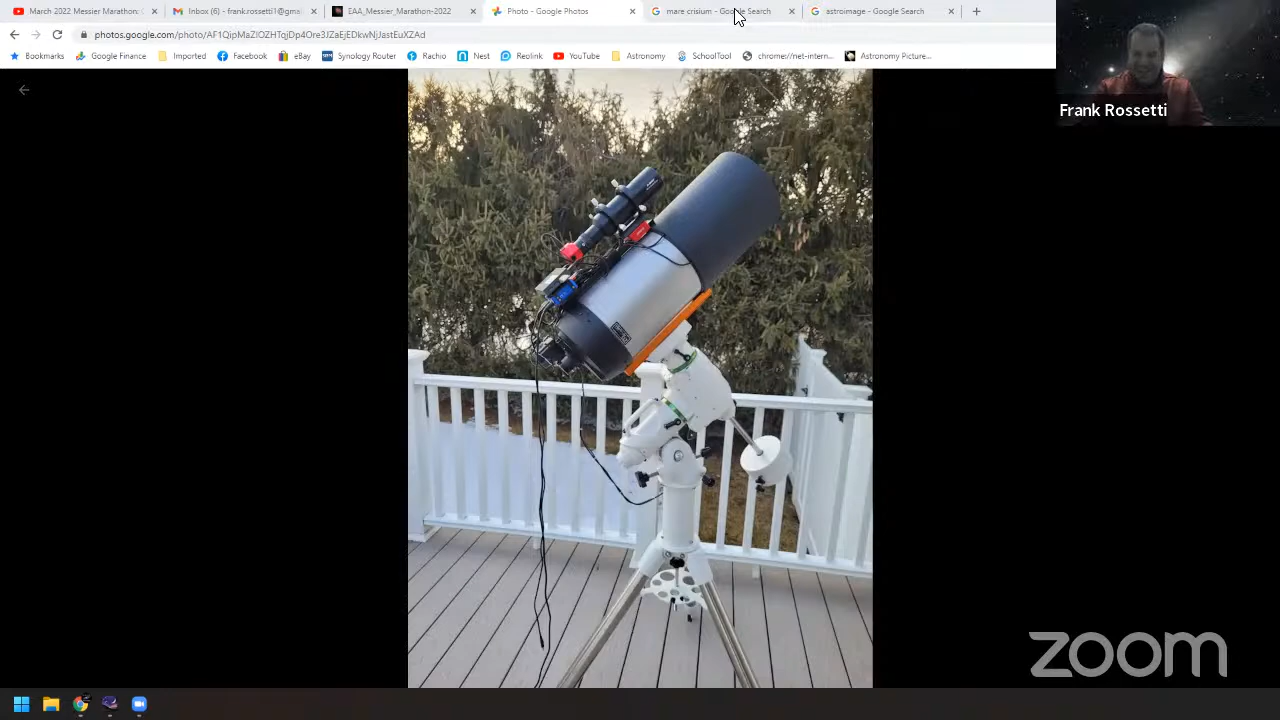 March 2022 Messier Marathon: C
Inbox (6) - frank.rossetti1@gmai
EAA_Messier_Marathon-2022
Photo - Google Photos
mare crisium - Google Search
astroimage - Google Search
photos.google.com/photo/AF1QipMaZIOZHTqjDp4Ore3JZaEjEDkwNjJastEuXZAd
Bookmarks
Google Finance
Imported
Facebook
eBay
Synology Router
Rachio
Nest
Reolink
YouTube
Astronomy
SchoolTool
chrome://net-intern...
Astronomy Picture...
Frank Rossetti
zoom